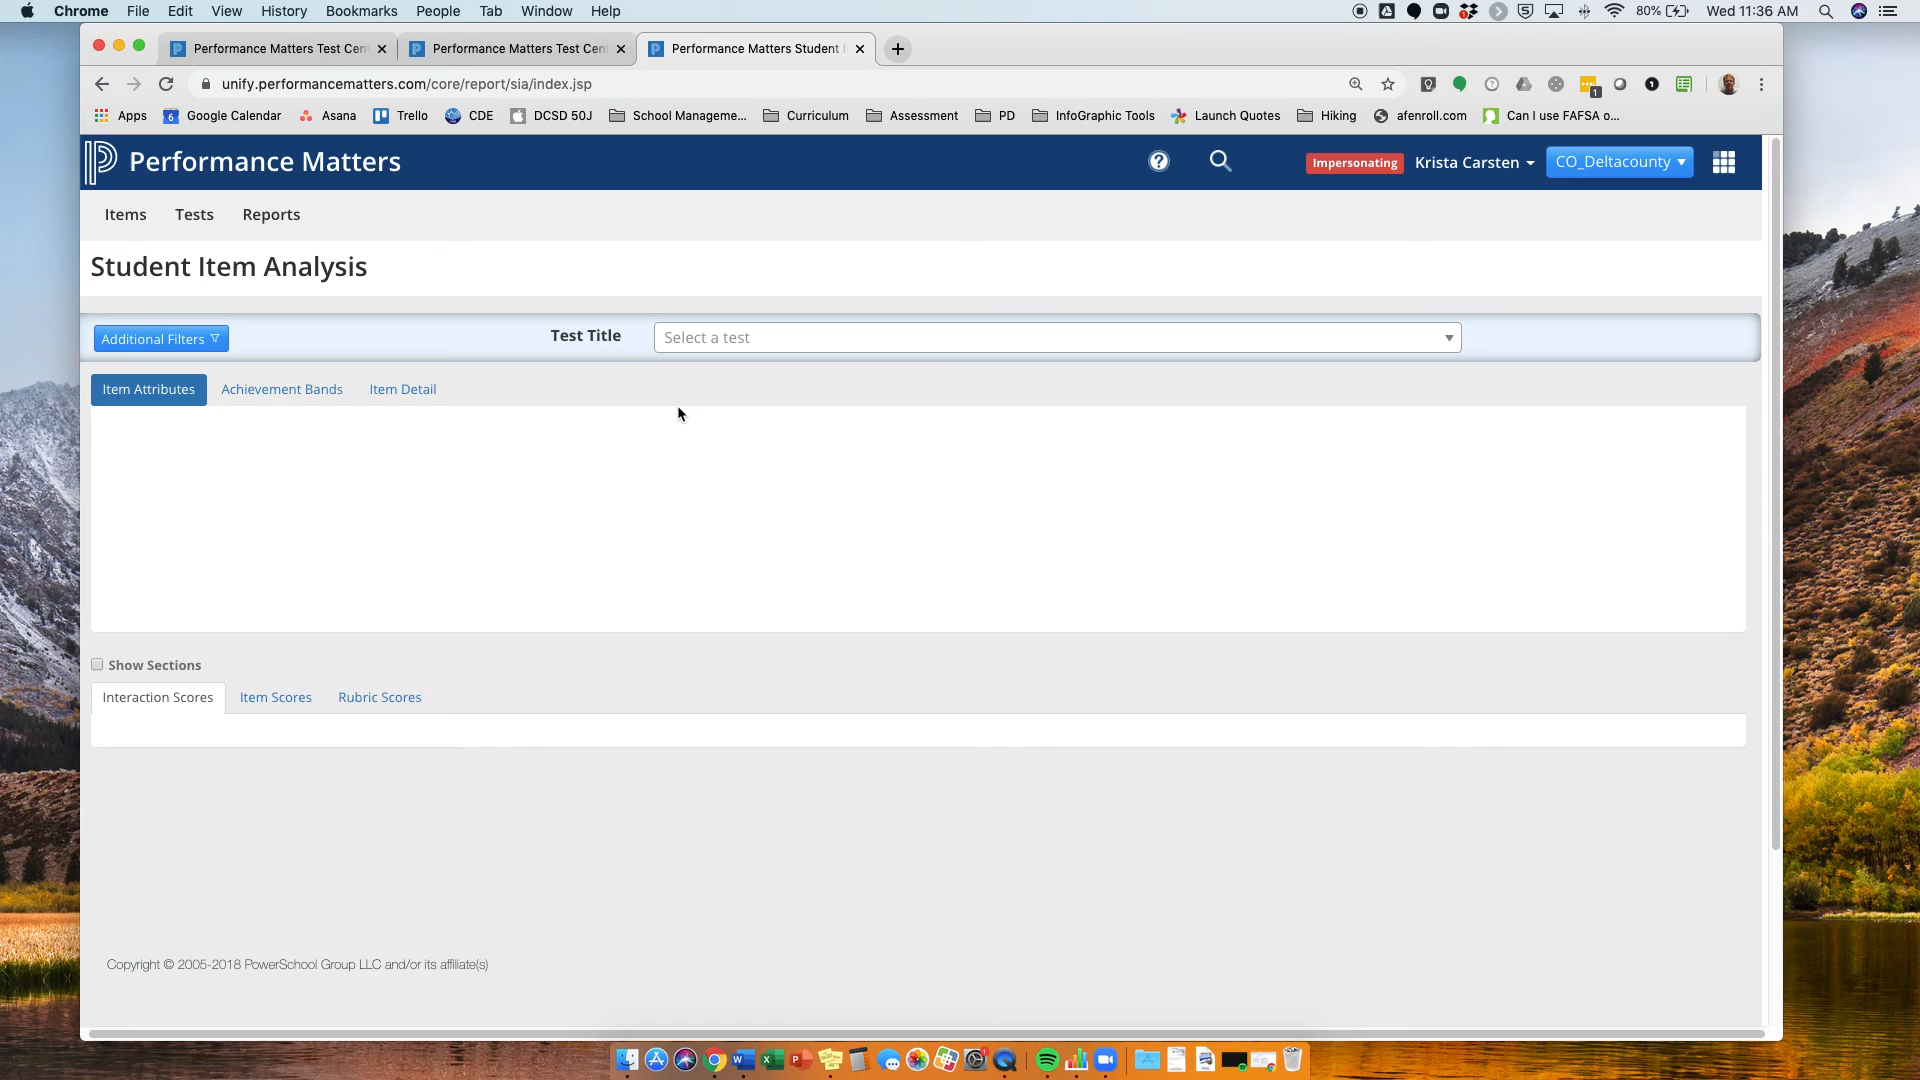 Chrome File Edit View History Bookmarks People Tab Window Help
80% Wed 11:36 AM
Performance Matters Test Cen
Performance Matters Test Cen
Performance Matters Student
unify.performancematters.com/core/report/sia/index.jsp
Apps Google Calendar Asana Trello CDE DCSD 50J School Manageme... Curriculum Assessment PD InfoGraphic Tools Launch Quotes Hiking afenroll.com Can I use FAFSA o...
Performance Matters
Impersonating Krista Carsten CO_Deltacounty
Items Tests Reports
Student Item Analysis
Additional Filters Test Title Select a test
Item Attributes Achievement Bands Item Detail
Show Sections
Interaction Scores Item Scores Rubric Scores
Copyright © 2005-2018 PowerSchool Group LLC and/or its affiliate(s)